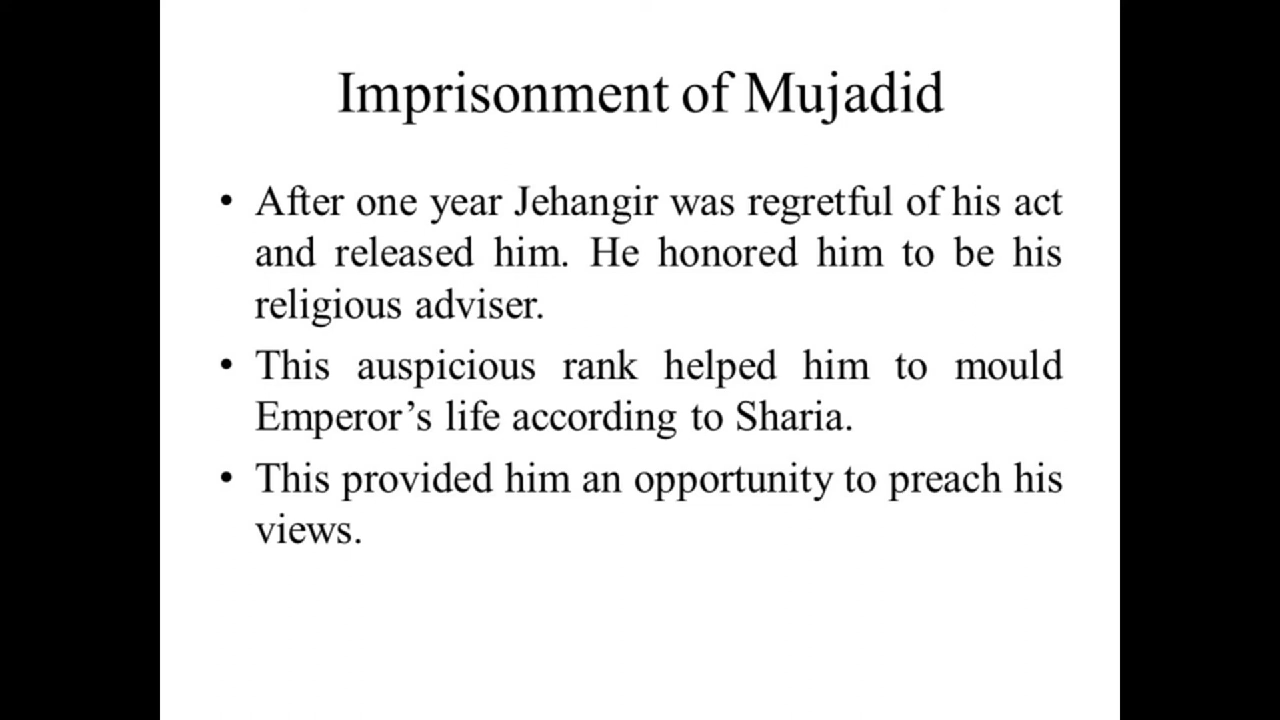 Imprisonment of Mujadid
• After one year Jehangir was regretful of his act
and released him. He honored him to be his
religious adviser.
• This auspicious rank helped him to mould
Emperor’s life according to Sharia.
• This provided him an opportunity to preach his
views.